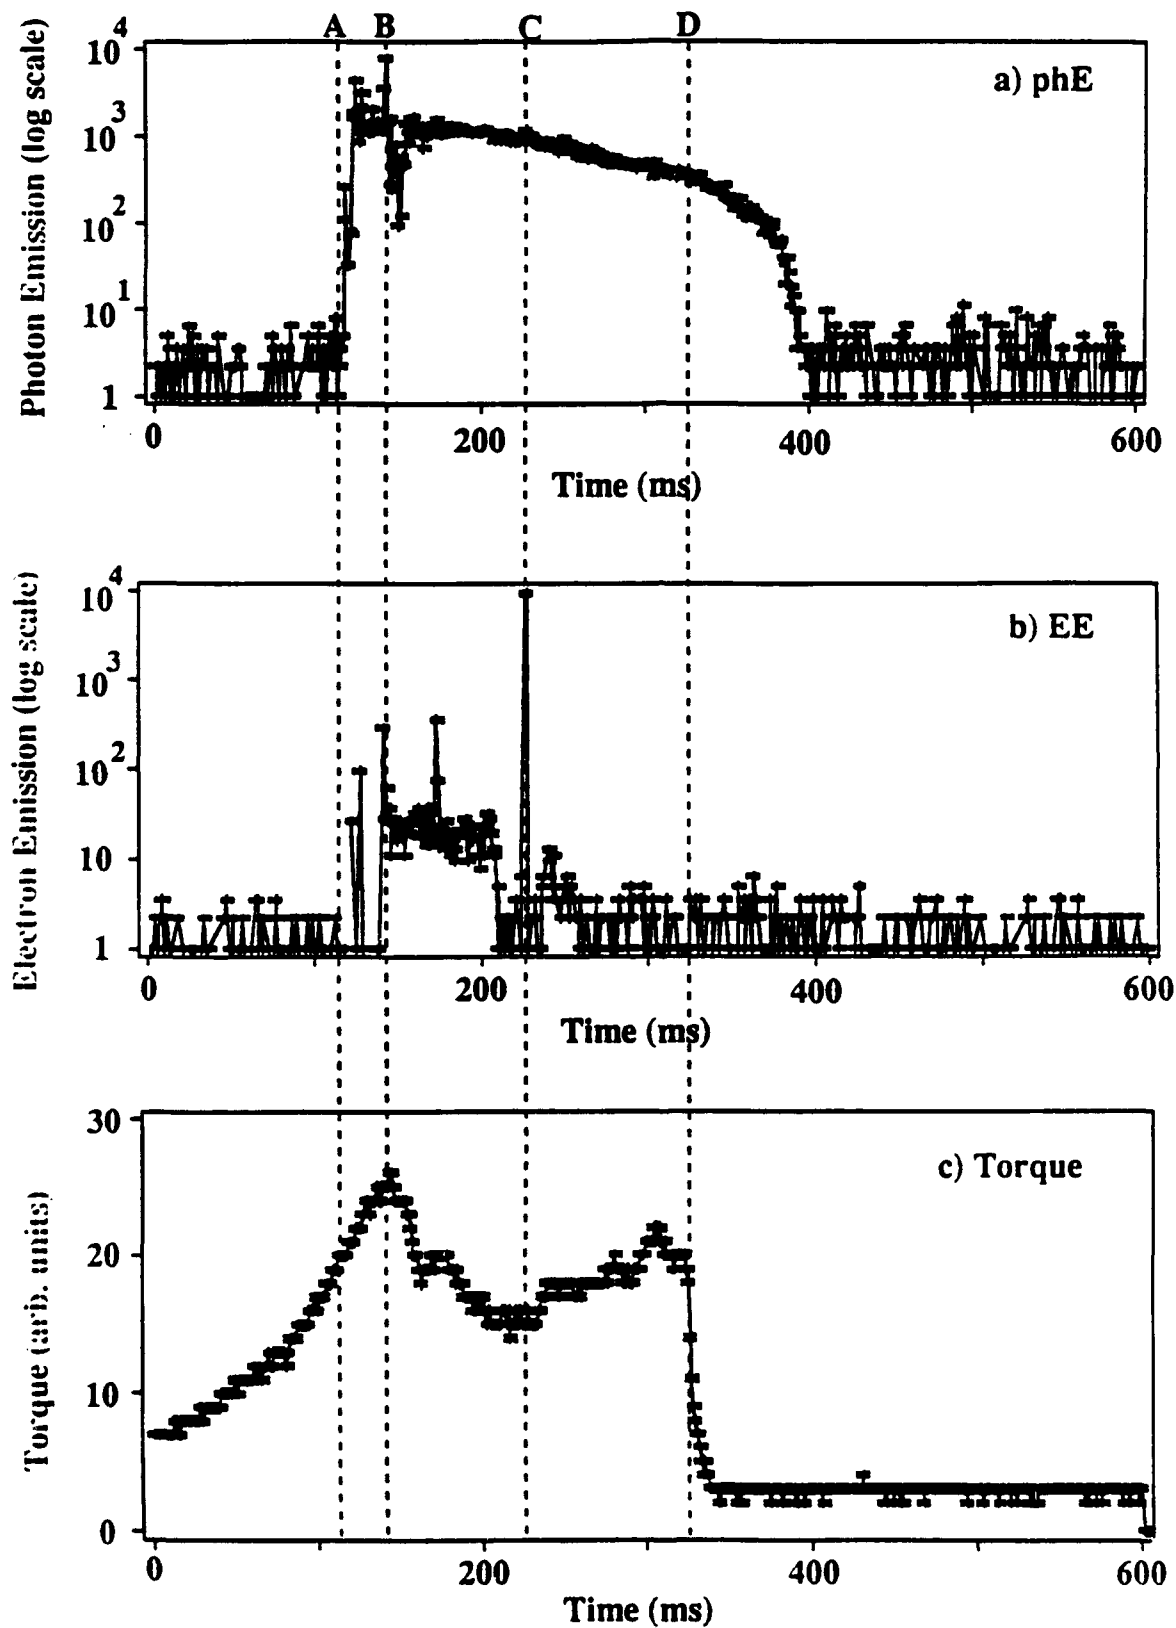 A B C D
a) phE
Photon Emission (log scale)
10^4
10^3
10^2
10^1
1
0 200 400 600
Time (ms)
b) EE
Electron Emission (log scale)
10^4
10^3
10^2
10
1
0 200 400 600
Time (ms)
c) Torque
Torque (arb. units)
30
20
10
0
0 200 400 600
Time (ms)